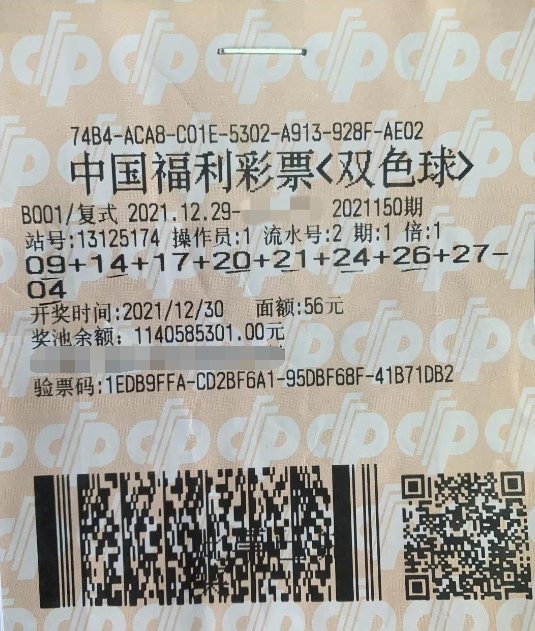 74B4-ACA8-C01E-5302-A913-928F-AE02
中国福利彩票<双色球>
B001/复式 2021.12.29- 2021150期
站号:13125174 操作员:1 流水号:2 期:1 倍:1
09+14+17+20+21+24+26+27-
04
开奖时间:2021/12/30 面额:56元
奖池余额: 1140585301.00元
验票码:1EDB9FFA-CD2BF6A1-95DBF68F-41B71DB2